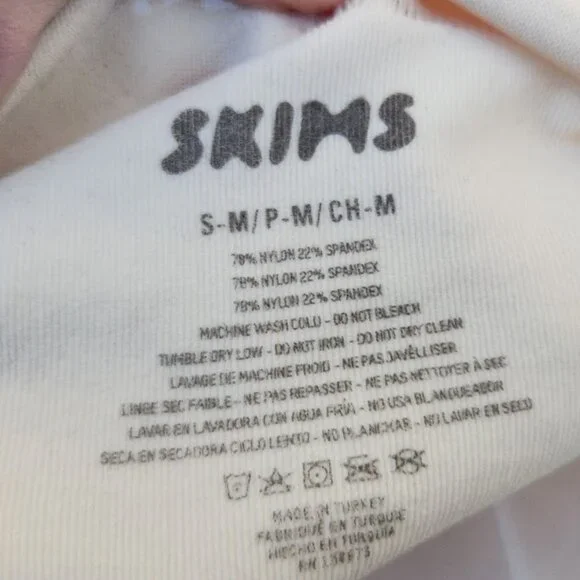 SKIMS
S-M/P-M/CH-M
78% NYLON 22% SPANDEX
78% NYLON 22% SPANDEX
78% NYLON 22% SPANDEX
MACHINE WASH COLD - DO NOT BLEACH
TUMBLE DRY LOW - DO NOT IRON - DO NOT DRY CLEAN
LAVAGE DE MACHINE FROID - NE PAS JAVÉLLISER
LINGE SEC FAIBLE - NE PAS REPASSER - NE PAS NETTOYER À SEC
LAVAR EN LAVADORA CON AGUA FRÍA - NO USA BLANQUEADOR
SECA EN SECADORA CICLO LENTO - NO PLANCHAR - NO LAVAR EN SECO
MADE IN TURKEY
FABRIQUÉ EN TURQUIE
HECHO EN TURQUIA
RN